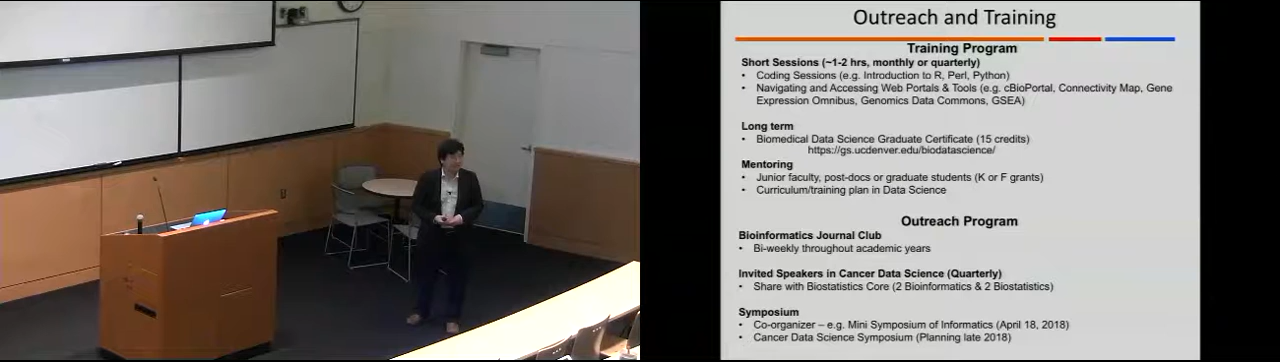 Outreach and Training
Training Program
Short Sessions (~1-2 hrs, monthly or quarterly)
• Coding Sessions (e.g. Introduction to R, Perl, Python)
• Navigating and Accessing Web Portals & Tools (e.g. cBioPortal, Connectivity Map, Gene
Expression Omnibus, Genomics Data Commons, GSEA)
Long term
• Biomedical Data Science Graduate Certificate (15 credits)
https://gs.ucdenver.edu/biodatascience/
Mentoring
• Junior faculty, post-docs or graduate students (K or F grants)
• Curriculum/training plan in Data Science
Outreach Program
Bioinformatics Journal Club
• Bi-weekly throughout academic years
Invited Speakers in Cancer Data Science (Quarterly)
• Share with Biostatistics Core (2 Bioinformatics & 2 Biostatistics)
Symposium
• Co-organizer – e.g. Mini Symposium of Informatics (April 18, 2018)
• Cancer Data Science Symposium (Planning late 2018)